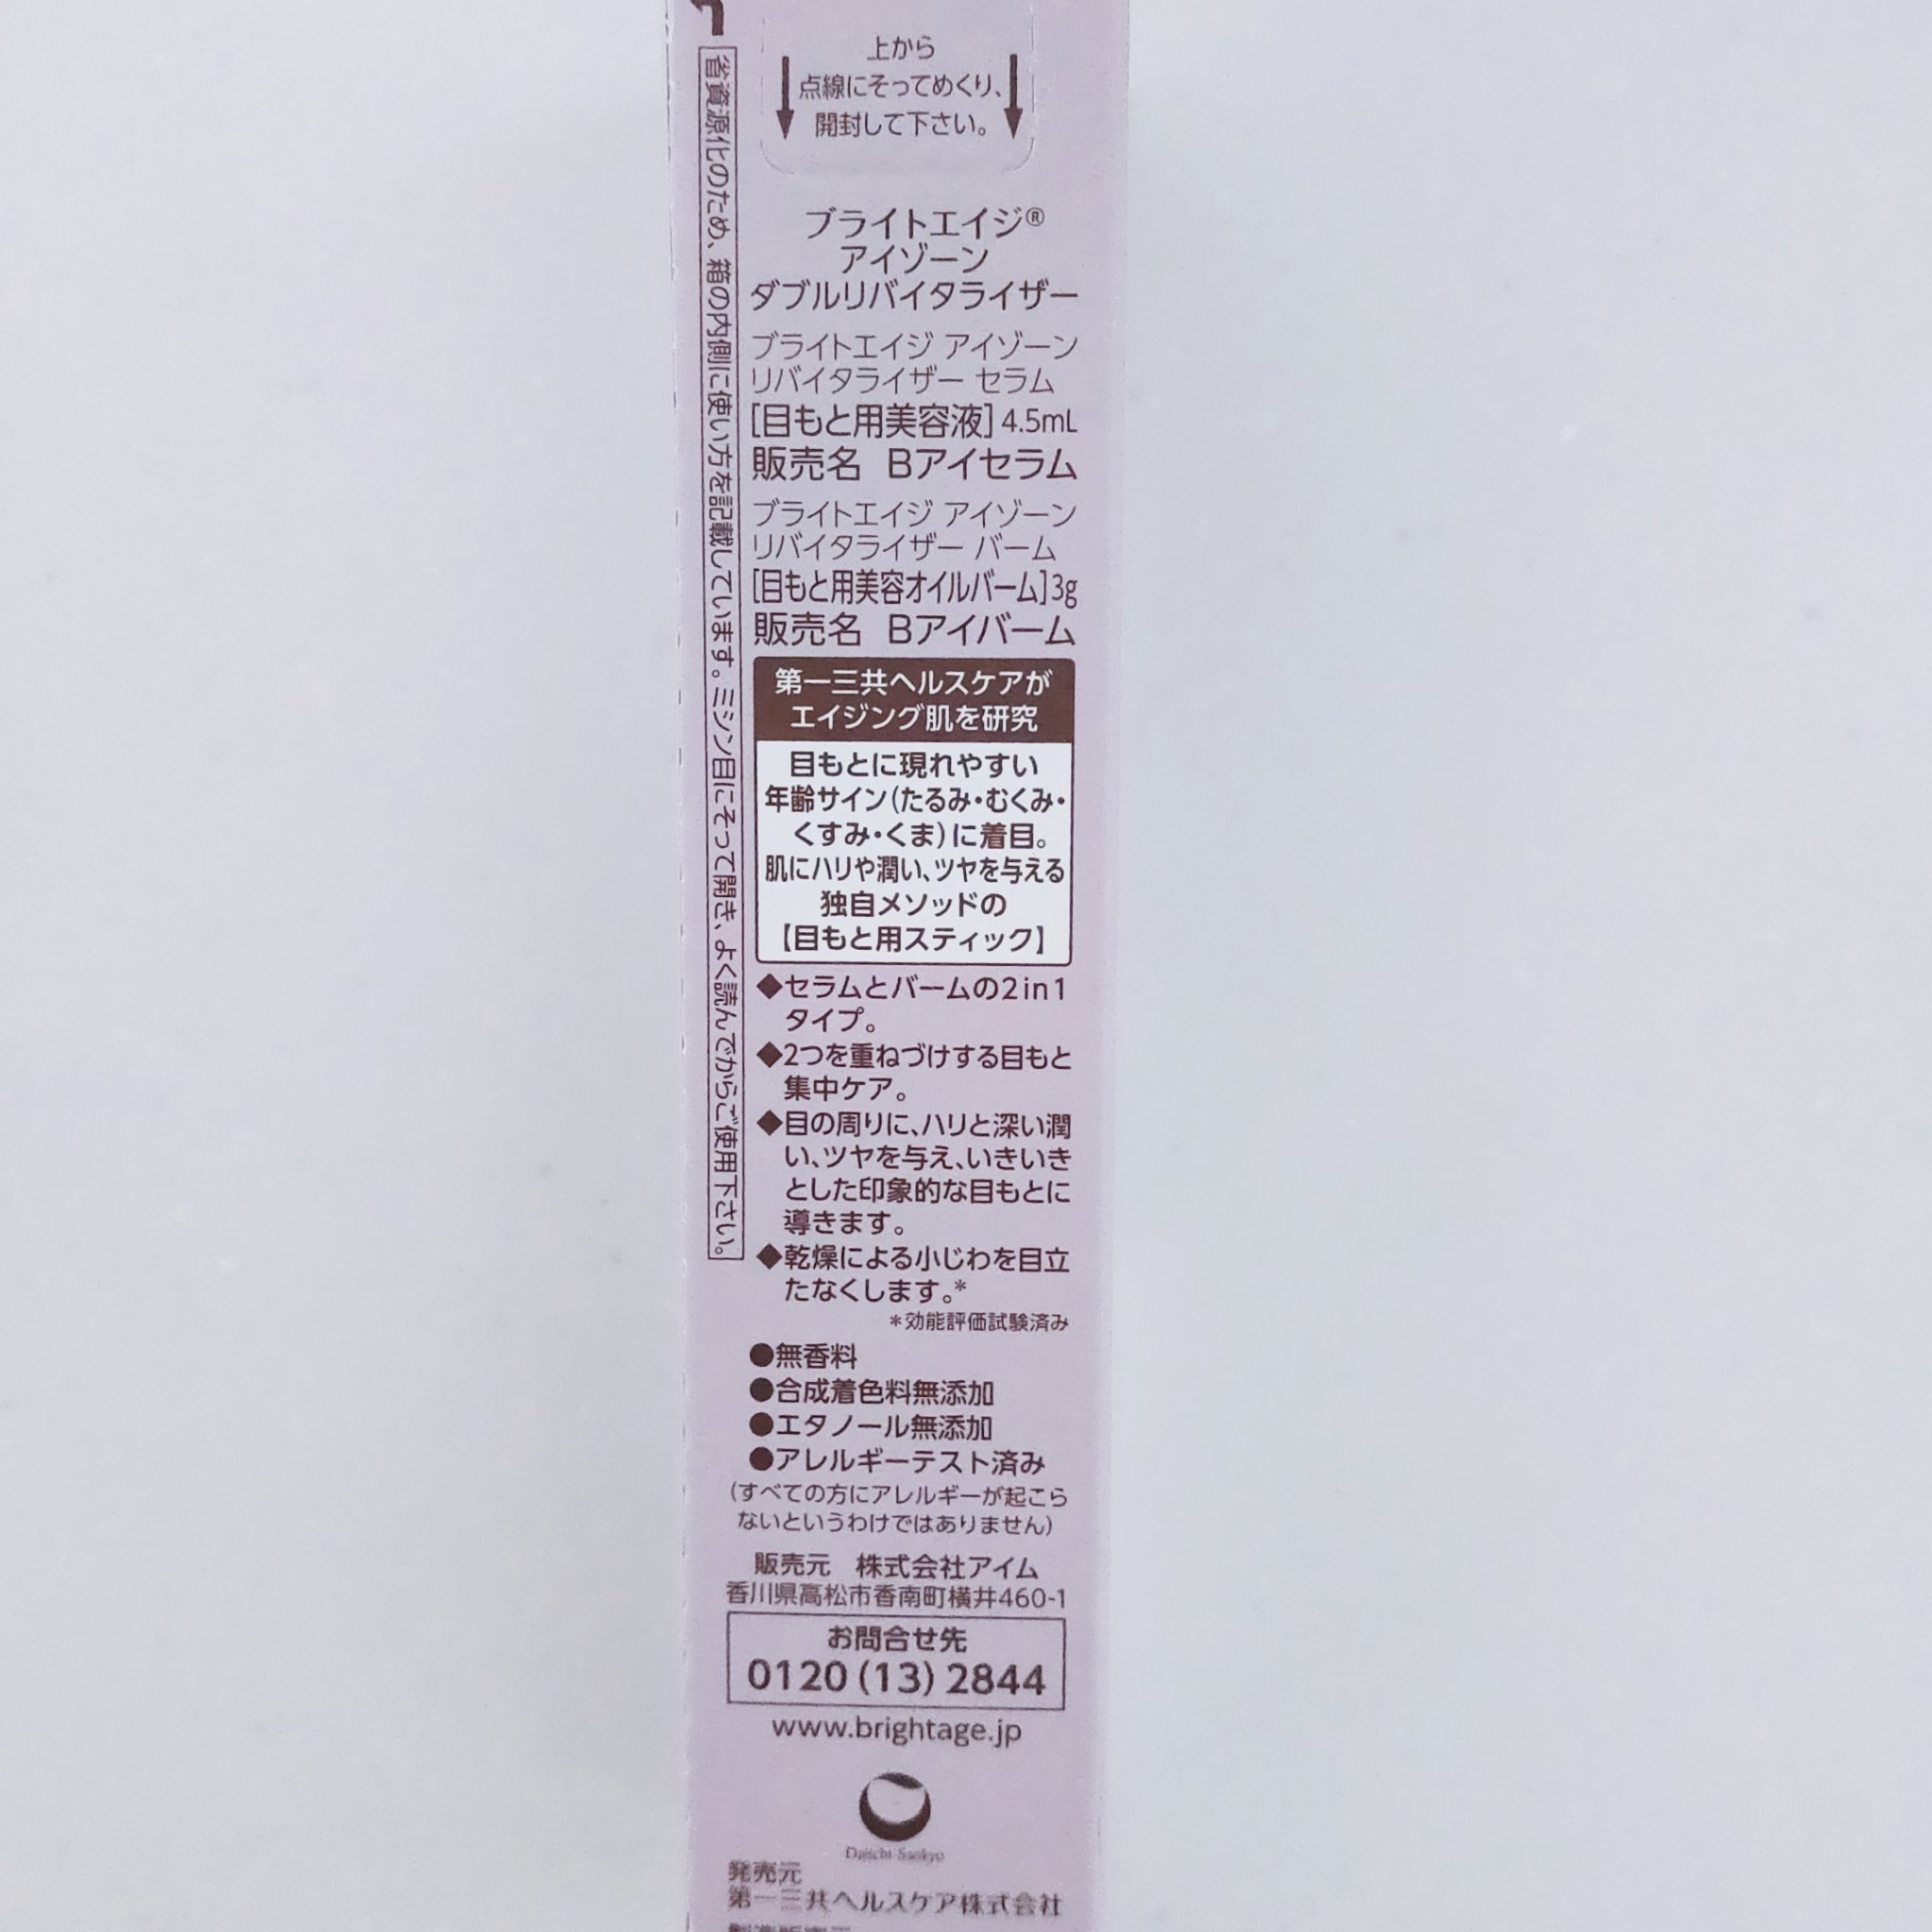 上から
点線にそってめくり、
開封して下さい。
省資源化のため、箱の内側に使い方を記載しています。ミシン目にそって開き、よく読んでからご使用下さい。
ブライトエイジ®
アイゾーン
ダブルリバイタライザー
ブライトエイジ アイゾーン
リバイタライザー セラム
[目もと用美容液]4.5mL
販売名 Bアイセラム
ブライトエイジ アイゾーン
リバイタライザー バーム
[目もと用美容オイルバーム]3g
販売名 Bアイバーム
第一三共ヘルスケアが
エイジング肌を研究
目もとに現れやすい
年齢サイン(たるみ・むくみ・
くすみ・くま)に着目。
肌にハリや潤い、ツヤを与える
独自メソッドの
【目もと用スティック】
◆セラムとバームの2in1
タイプ。
◆2つを重ねづけする目もと
集中ケア。
◆目の周りに、ハリと深い潤
い、ツヤを与え、いきいき
とした印象的な目もとに
導きます。
◆乾燥による小じわを目立
たなくします。*
*効能評価試験済み
●無香料
●合成着色料無添加
●エタノール無添加
●アレルギーテスト済み
(すべての方にアレルギーが起こら
ないというわけではありません)
販売元 株式会社アイム
香川県高松市香南町横井460-1
お問合せ先
0120(13)2844
www.brightage.jp
Daiichi-Sankyo
発売元
第一三共ヘルスケア株式会社